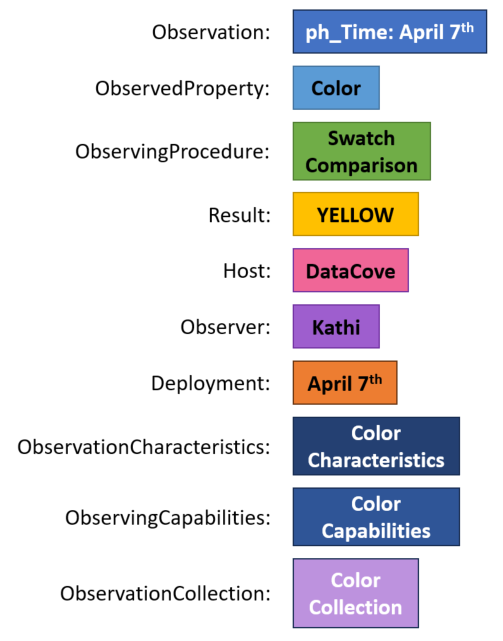 Observation: ph_Time: April 7th
ObservedProperty: Color
ObservingProcedure: Swatch
Comparison
Result: YELLOW
Host: DataCove
Observer: Kathi
Deployment: April 7th
ObservationCharacteristics: Color
Characteristics
ObservingCapabilities: Color
Capabilities
ObservationCollection: Color
Collection